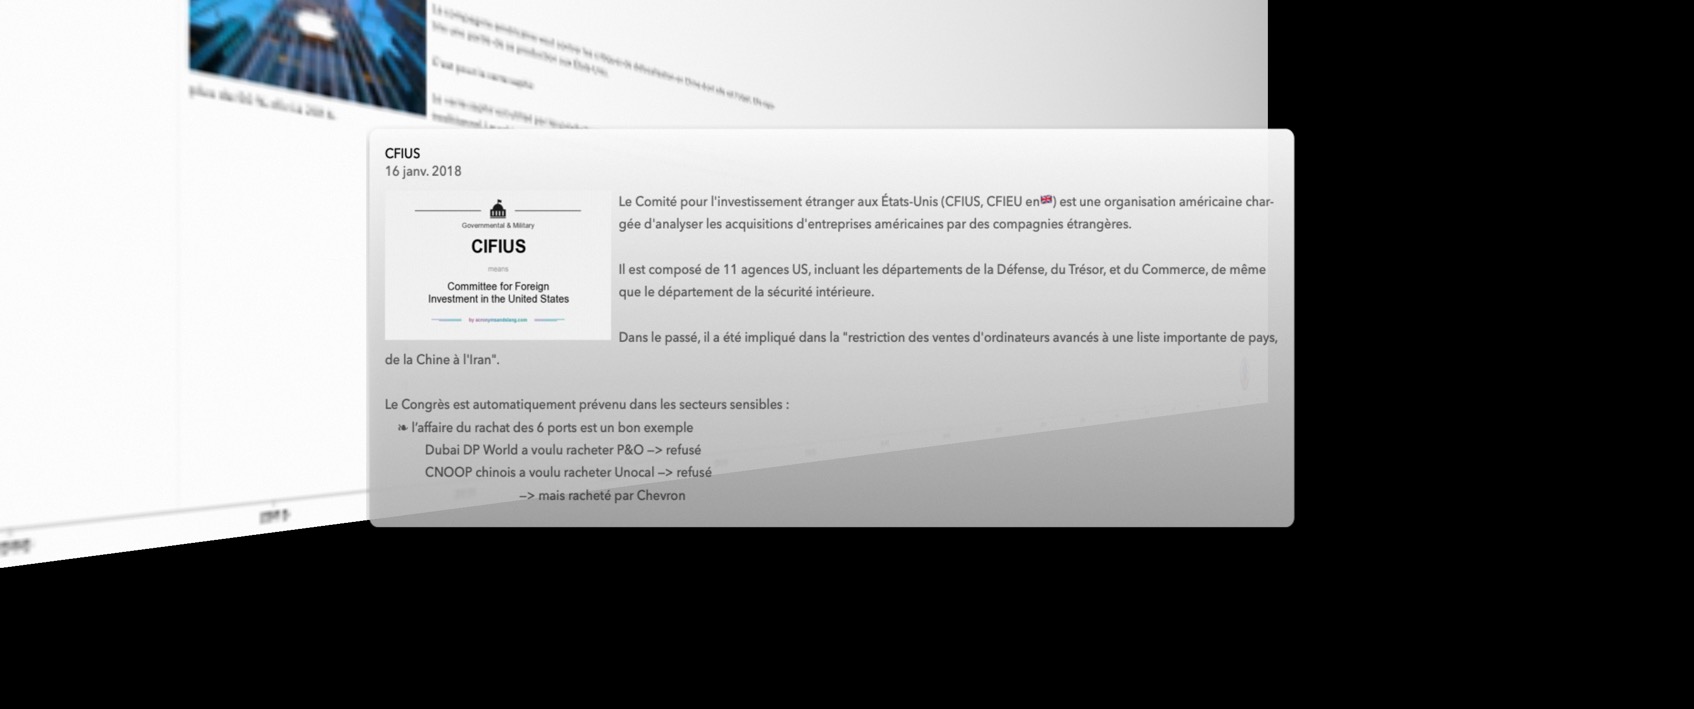 CFIUS
16 janv. 2018
Governmental & Military
CIFIUS
means
Committee for Foreign
Investment in the United States
by acronymsandslang.com
Le Comité pour l'investissement étranger aux États-Unis (CFIUS, CFIEU en🇬🇧) est une organisation américaine char-
gée d'analyser les acquisitions d'entreprises américaines par des compagnies étrangères.
Il est composé de 11 agences US, incluant les départements de la Défense, du Trésor, et du Commerce, de même
que le département de la sécurité intérieure.
Dans le passé, il a été impliqué dans la "restriction des ventes d'ordinateurs avancés à une liste importante de pays,
de la Chine à l'Iran".
Le Congrès est automatiquement prévenu dans les secteurs sensibles :
❧ l'affaire du rachat des 6 ports est un bon exemple
Dubai DP World a voulu racheter P&O –> refusé
CNOOP chinois a voulu racheter Unocal –> refusé
–> mais racheté par Chevron